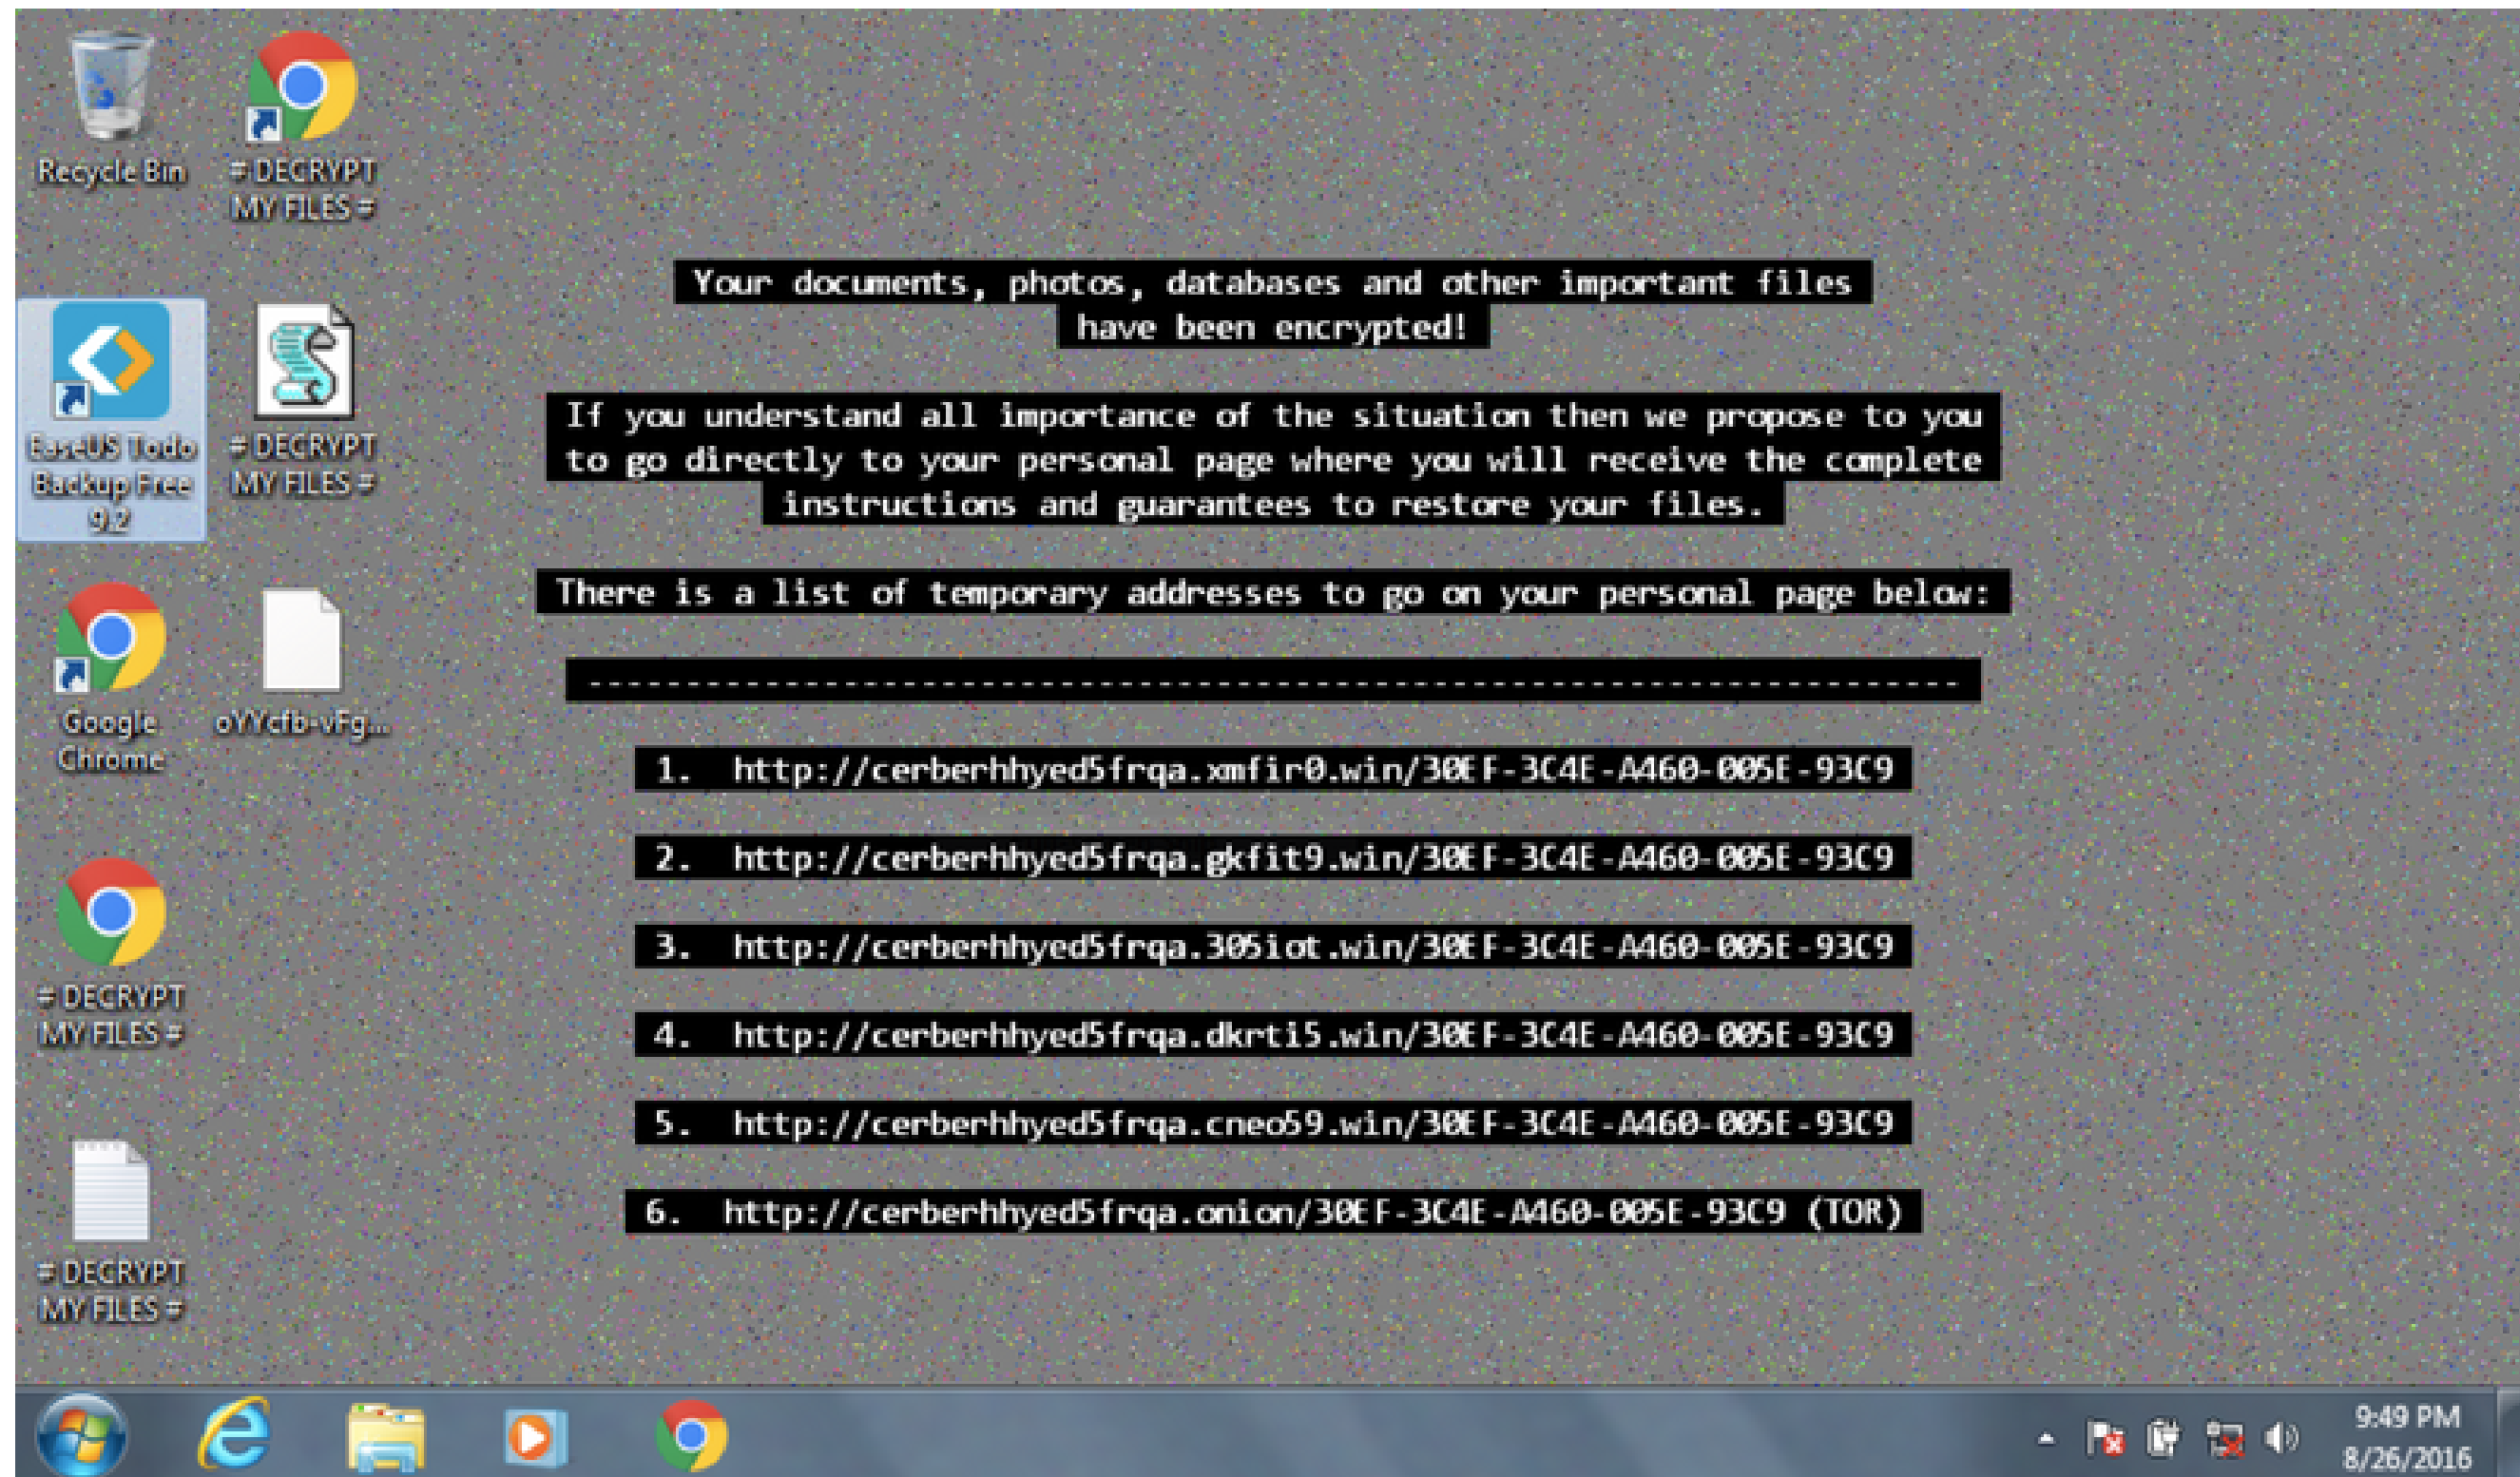 Recycle Bin
# DECRYPT
MY FILES #
EaseUS Todo
Backup Free
9.2
# DECRYPT
MY FILES #
Google
Chrome
oYYcfb-vFg...
# DECRYPT
MY FILES #
# DECRYPT
MY FILES #
Your documents, photos, databases and other important files
have been encrypted!
If you understand all importance of the situation then we propose to you
to go directly to your personal page where you will receive the complete
instructions and guarantees to restore your files.
There is a list of temporary addresses to go on your personal page below:
----------------------------------------------------------------------
1. http://cerberhhyed5frqa.xmfir0.win/30EF-3C4E-A460-005E-93C9
2. http://cerberhhyed5frqa.gkfit9.win/30EF-3C4E-A460-005E-93C9
3. http://cerberhhyed5frqa.305iot.win/30EF-3C4E-A460-005E-93C9
4. http://cerberhhyed5frqa.dkrti5.win/30EF-3C4E-A460-005E-93C9
5. http://cerberhhyed5frqa.cneo59.win/30EF-3C4E-A460-005E-93C9
6. http://cerberhhyed5frqa.onion/30EF-3C4E-A460-005E-93C9 (TOR)
9:49 PM
8/26/2016